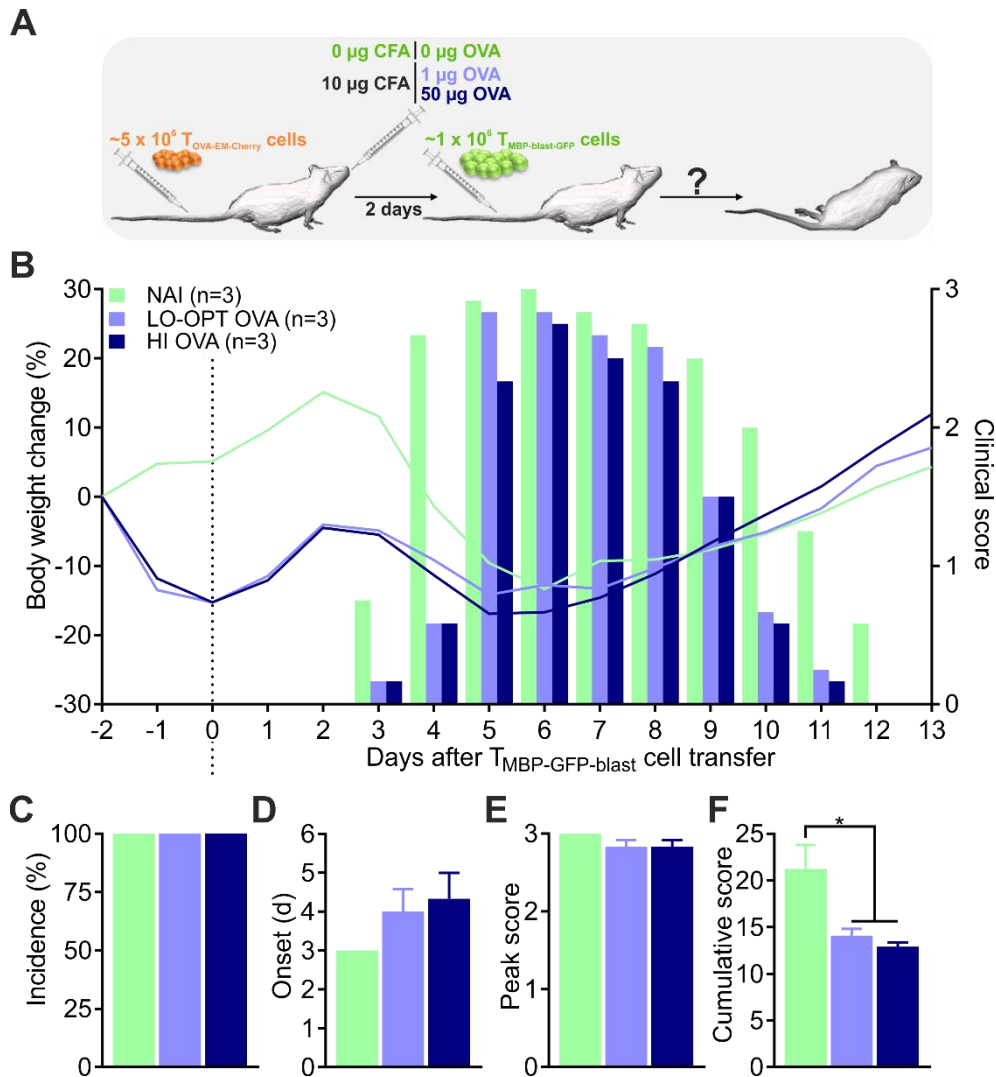 A
0 µg CFA 0 µg OVA
10 µg CFA 1 µg OVA
50 µg OVA
~5 x 10⁶ TOVA-EM-Cherry cells
~1 x 10⁶ TMBP-blast-GFP cells
2 days
?
B
Body weight change (%)
30
20
10
0
-10
-20
-30
NAI (n=3)
LO-OPT OVA (n=3)
HI OVA (n=3)
3
2
1
0
Clinical score
-2 -1 0 1 2 3 4 5 6 7 8 9 10 11 12 13
Days after TMBP-GFP-blast cell transfer
C
Incidence (%)
100
75
50
25
0
D
Onset (d)
6
5
4
3
2
1
0
E
Peak score
3
2
1
0
F
Cumulative score
25
20
15
10
5
0
*